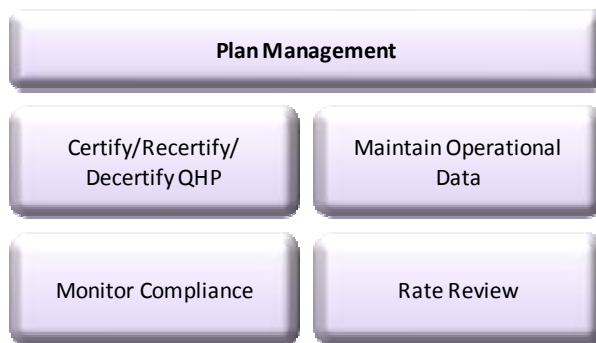 Plan Management
Certify/Recertify/
Decertify QHP
Maintain Operational
Data
Monitor Compliance
Rate Review